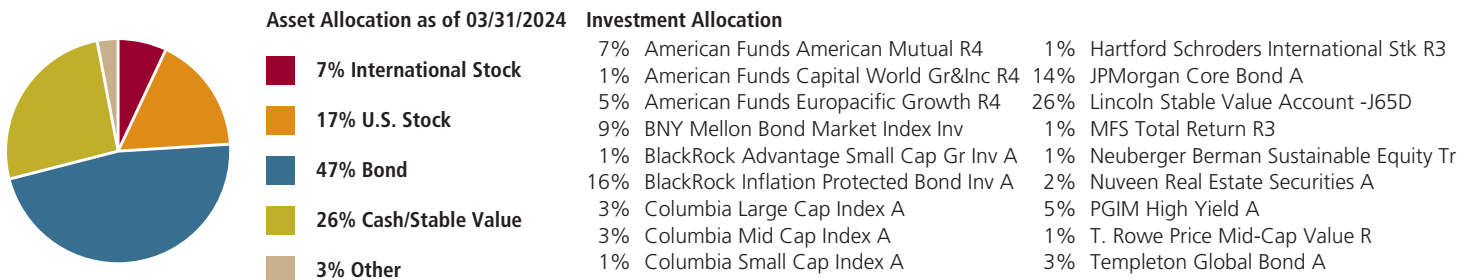 Asset Allocation as of 03/31/2024
7% International Stock
17% U.S. Stock
47% Bond
26% Cash/Stable Value
3% Other
Investment Allocation
7% American Funds American Mutual R4
1% American Funds Capital World Gr&Inc R4
5% American Funds Europacific Growth R4
9% BNY Mellon Bond Market Index Inv
1% BlackRock Advantage Small Cap Gr Inv A
16% BlackRock Inflation Protected Bond Inv A
3% Columbia Large Cap Index A
3% Columbia Mid Cap Index A
1% Columbia Small Cap Index A
1% Hartford Schroders International Stk R3
14% JPMorgan Core Bond A
26% Lincoln Stable Value Account -J65D
1% MFS Total Return R3
1% Neuberger Berman Sustainable Equity Tr
2% Nuveen Real Estate Securities A
5% PGIM High Yield A
1% T. Rowe Price Mid-Cap Value R
3% Templeton Global Bond A